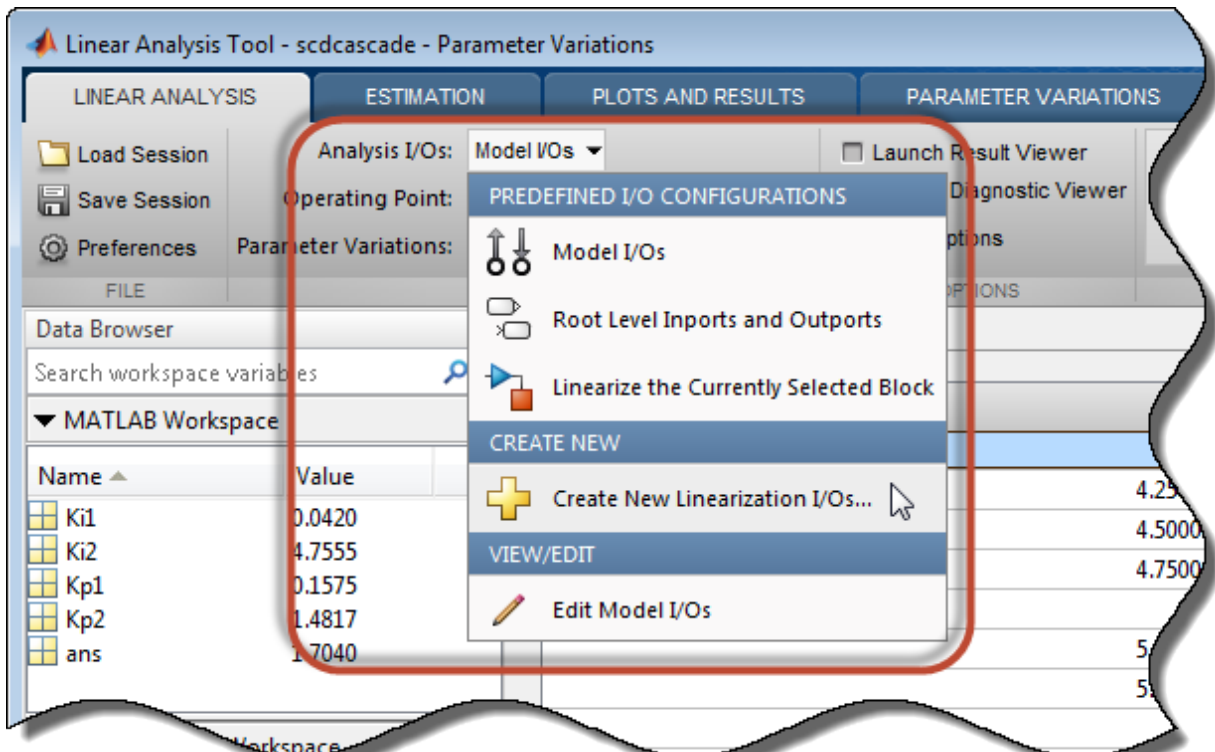 Linear Analysis Tool - scdcascade - Parameter Variations
LINEAR ANALYSIS ESTIMATION PLOTS AND RESULTS PARAMETER VARIATIONS
Load Session Analysis I/Os: Model I/Os Launch Result Viewer
Save Session Operating Point: Diagnostic Viewer
Preferences Parameter Variations:
FILE
PREDEFINED I/O CONFIGURATIONS
Model I/Os
Root Level Inports and Outports
Linearize the Currently Selected Block
CREATE NEW
Create New Linearization I/Os...
VIEW/EDIT
Edit Model I/Os
Data Browser
Search workspace variables
MATLAB Workspace
Name Value
Ki1 0.0420
Ki2 4.7555
Kp1 0.1575
Kp2 1.4817
ans 1.7040
4.5000
4.7500